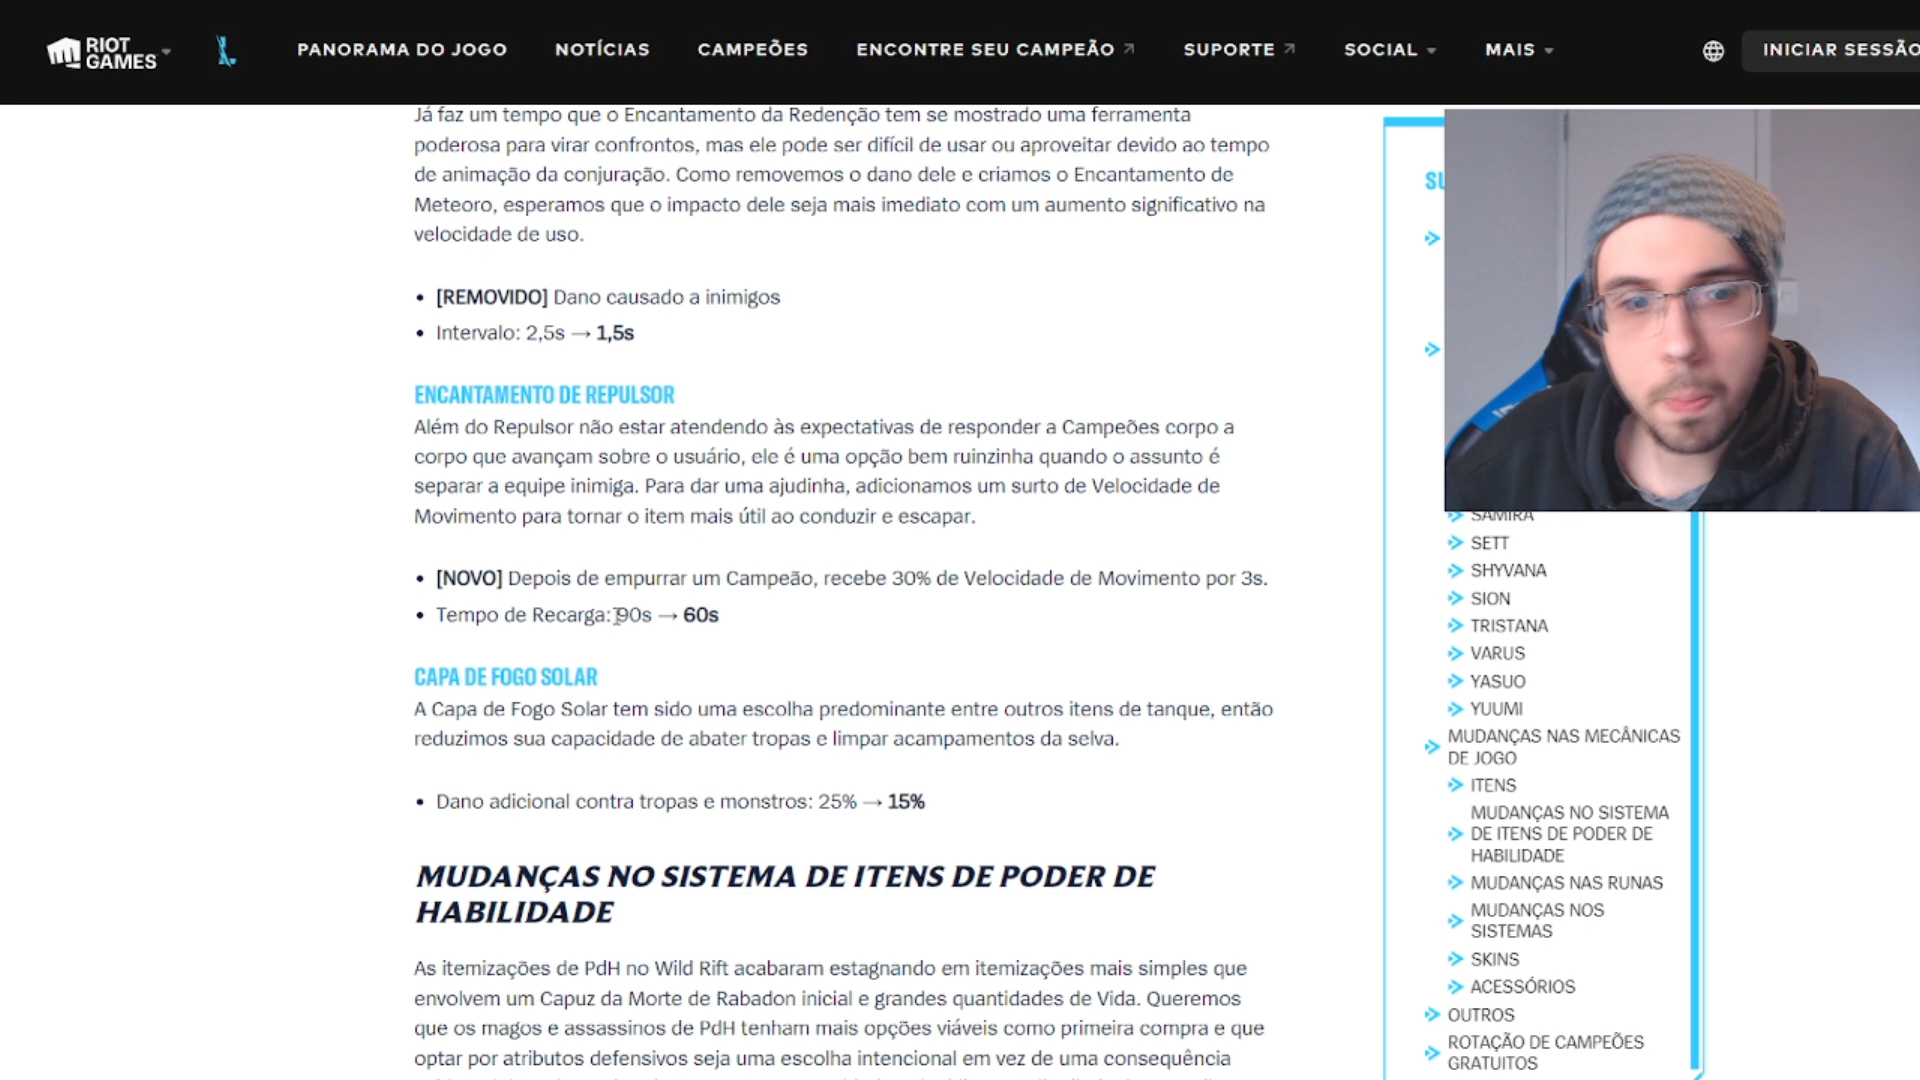 RIOT GAMES
PANORAMA DO JOGO
NOTÍCIAS
CAMPEÕES
ENCONTRE SEU CAMPEÃO
SUPORTE
SOCIAL
MAIS
INICIAR SESSÃO
Já faz um tempo que o Encantamento da Redenção tem se mostrado uma ferramenta
poderosa para virar confrontos, mas ele pode ser difícil de usar ou aproveitar devido ao tempo
de animação da conjuração. Como removemos o dano dele e criamos o Encantamento de
Meteoro, esperamos que o impacto dele seja mais imediato com um aumento significativo na
velocidade de uso.
• [REMOVIDO] Dano causado a inimigos
• Intervalo: 2,5s → 1,5s
ENCANTAMENTO DE REPULSOR
Além do Repulsor não estar atendendo às expectativas de responder a Campeões corpo a
corpo que avançam sobre o usuário, ele é uma opção bem ruinzinha quando o assunto é
separar a equipe inimiga. Para dar uma ajudinha, adicionamos um surto de Velocidade de
Movimento para tornar o item mais útil ao conduzir e escapar.
• [NOVO] Depois de empurrar um Campeão, recebe 30% de Velocidade de Movimento por 3s.
• Tempo de Recarga: 90s → 60s
CAPA DE FOGO SOLAR
A Capa de Fogo Solar tem sido uma escolha predominante entre outros itens de tanque, então
reduzimos sua capacidade de abater tropas e limpar acampamentos da selva.
• Dano adicional contra tropas e monstros: 25% → 15%
MUDANÇAS NO SISTEMA DE ITENS DE PODER DE
HABILIDADE
As itemizações de PdH no Wild Rift acabaram estagnando em itemizações mais simples que
envolvem um Capuz da Morte de Rabadon inicial e grandes quantidades de Vida. Queremos
que os magos e assassinos de PdH tenham mais opções viáveis como primeira compra e que
optar por atributos defensivos seja uma escolha intencional em vez de uma consequência
SAMIRA
SETT
SHYVANA
SION
TRISTANA
VARUS
YASUO
YUUMI
MUDANÇAS NAS MECÂNICAS
DE JOGO
ITENS
MUDANÇAS NO SISTEMA
DE ITENS DE PODER DE
HABILIDADE
MUDANÇAS NAS RUNAS
MUDANÇAS NOS
SISTEMAS
SKINS
ACESSÓRIOS
OUTROS
ROTAÇÃO DE CAMPEÕES
GRATUITOS